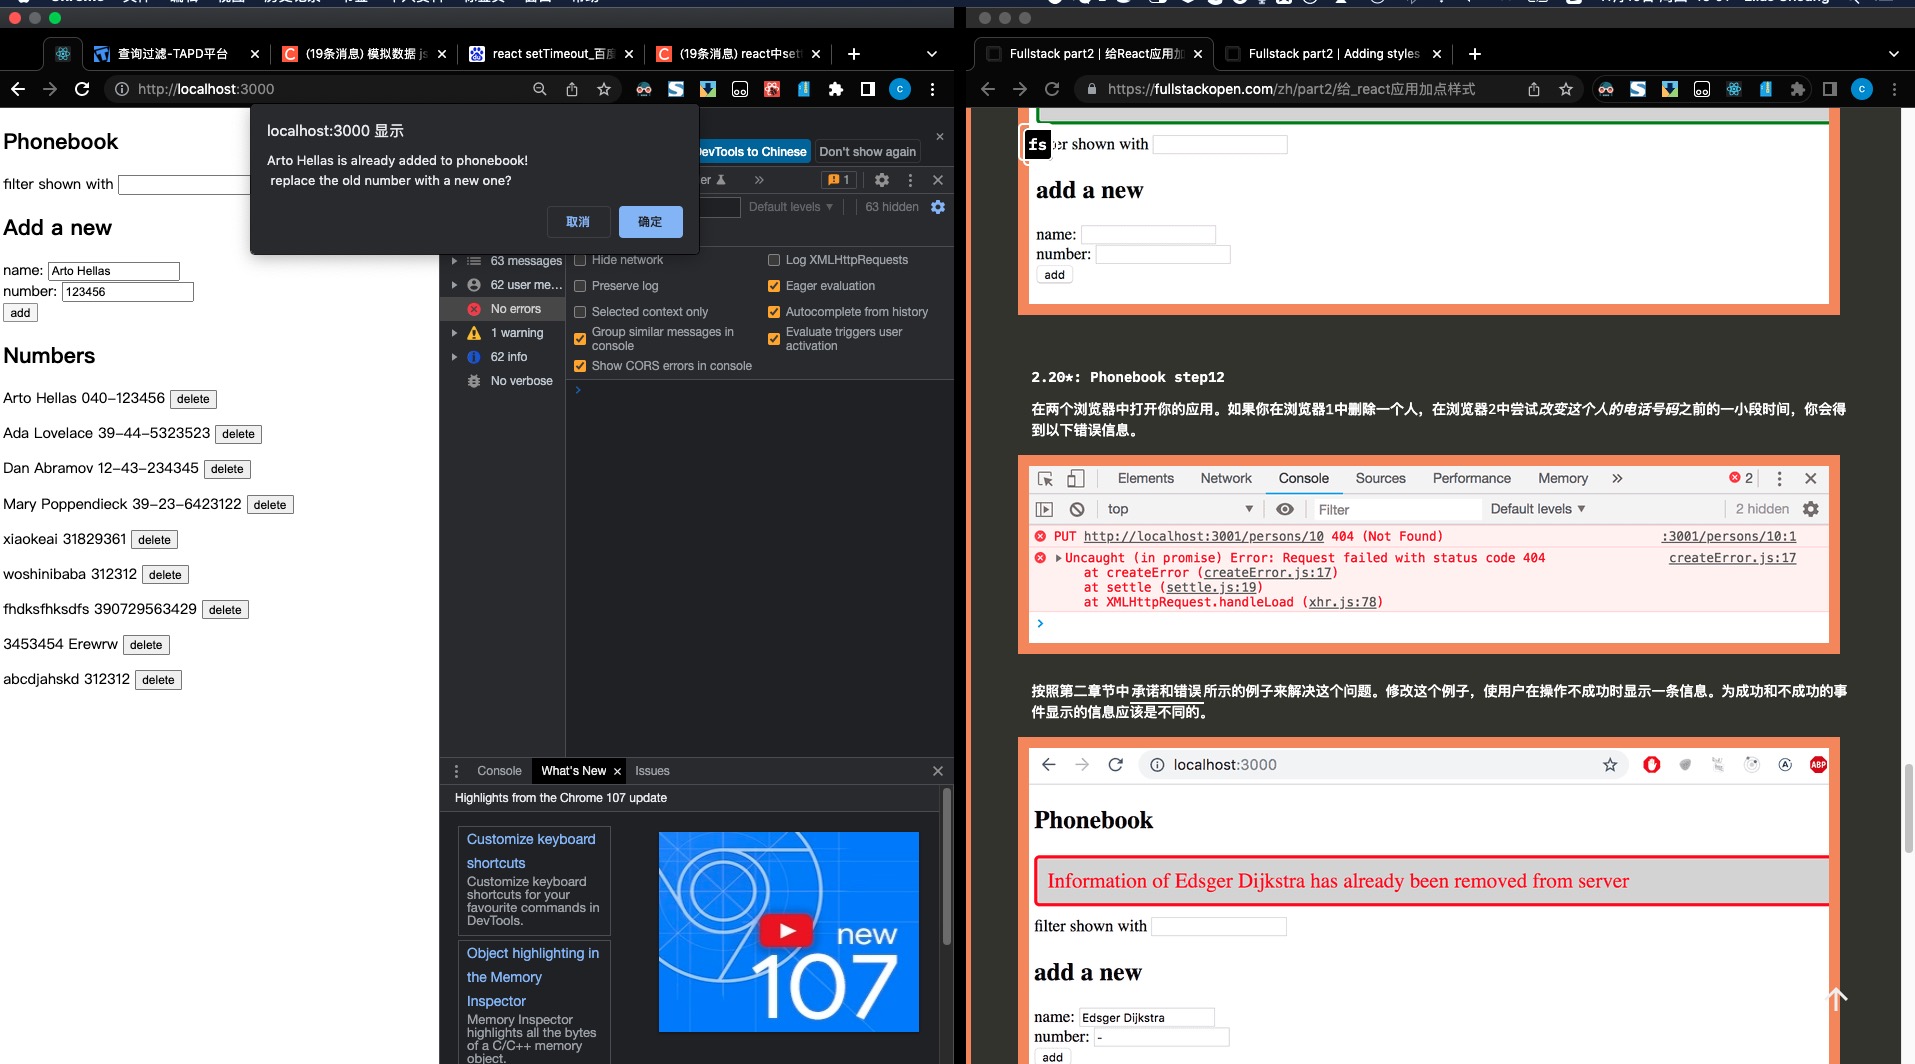 查询过滤-TAPD平台
(19条消息) 模拟数据 js
react setTimeout_百度
(19条消息) react中set
http://localhost:3000
Phonebook
filter shown with
Add a new
name: Arto Hellas
number: 123456
add
Numbers
Arto Hellas 040-123456 delete
Ada Lovelace 39-44-5323523 delete
Dan Abramov 12-43-234345 delete
Mary Poppendieck 39-23-6423122 delete
xiaokeai 31829361 delete
woshinibaba 312312 delete
fhdksfhksdfs 390729563429 delete
3453454 Erewrw delete
abcdjahskd 312312 delete
localhost:3000 显示
Arto Hellas is already added to phonebook!
replace the old number with a new one?
取消
确定
DevTools to Chinese
Don't show again
er
1
Default levels
63 hidden
63 messages
62 user me...
No errors
1 warning
62 info
No verbose
Hide network
Log XMLHttpRequests
Preserve log
Eager evaluation
Selected context only
Autocomplete from history
Group similar messages in
console
Evaluate triggers user
activation
Show CORS errors in console
Console
What's New
Issues
Highlights from the Chrome 107 update
Customize keyboard
shortcuts
Customize keyboard
shortcuts for your
favourite commands in
DevTools.
Object highlighting in
the Memory
Inspector
Memory Inspector
highlights all the bytes
of a C/C++ memory
object.
new
107
Fullstack part2 | 给React应用加
Fullstack part2 | Adding styles
https://fullstackopen.com/zh/part2/给_react应用加点样式
fs
er shown with
add a new
name:
number:
add
2.20*: Phonebook step12
在两个浏览器中打开你的应用。如果你在浏览器1中删除一个人，在浏览器2中尝试改变这个人的电话号码之前的一小段时间，你会得
到以下错误信息。
Elements
Network
Console
Sources
Performance
Memory
2
top
Filter
Default levels
2 hidden
PUT http://localhost:3001/persons/10 404 (Not Found) :3001/persons/10:1
Uncaught (in promise) Error: Request failed with status code 404 createError.js:17
at createError (createError.js:17)
at settle (settle.js:19)
at XMLHttpRequest.handleLoad (xhr.js:78)
按照第二章节中承诺和错误所示的例子来解决这个问题。修改这个例子，使用户在操作不成功时显示一条信息。为成功和不成功的事
件显示的信息应该是不同的。
localhost:3000
ABP
Phonebook
Information of Edsger Dijkstra has already been removed from server
filter shown with
add a new
name: Edsger Dijkstra
number: -
add